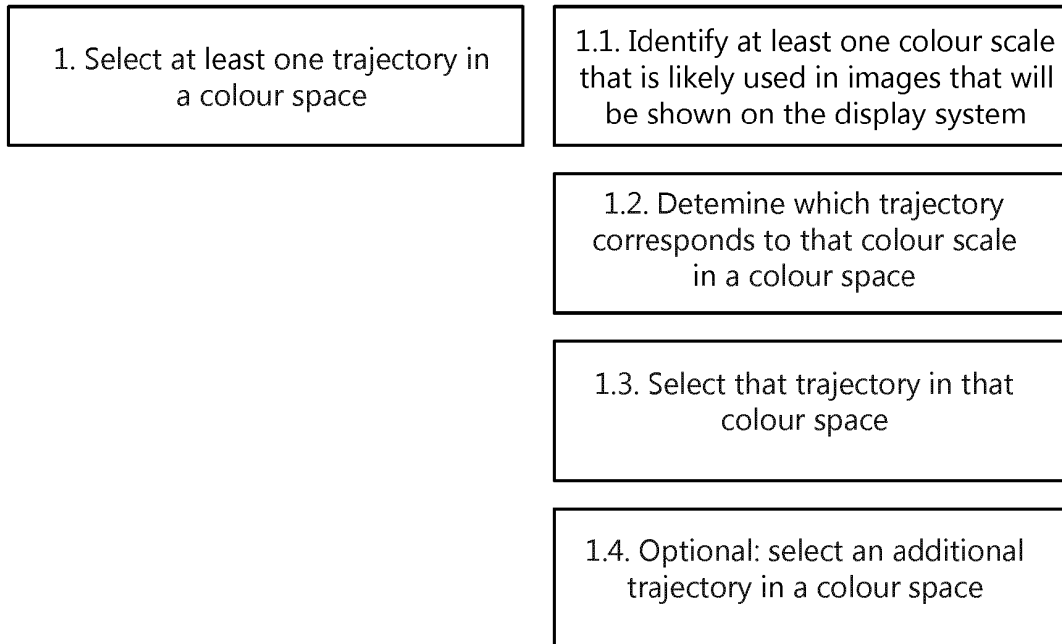 1. Select at least one trajectory in
a colour space
1.1. Identify at least one colour scale
that is likely used in images that will
be shown on the display system
1.2. Detemine which trajectory
corresponds to that colour scale
in a colour space
1.3. Select that trajectory in that
colour space
1.4. Optional: select an additional
trajectory in a colour space